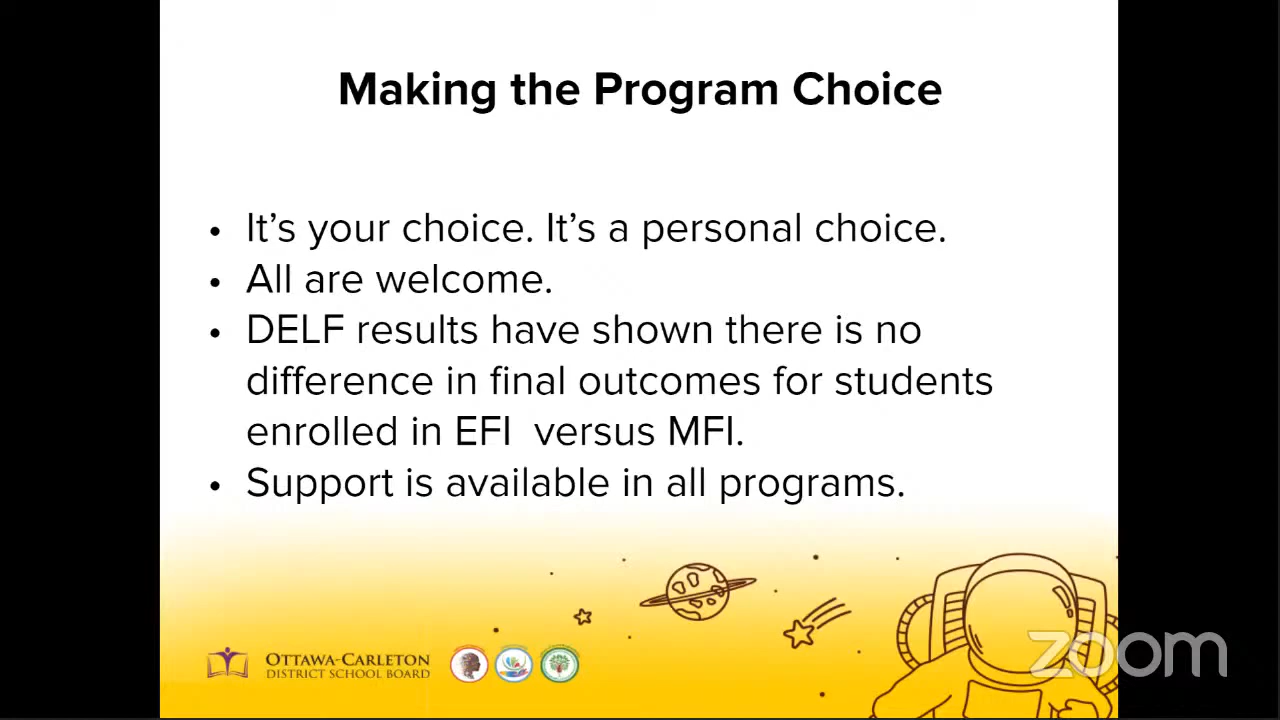 Making the Program Choice
• It’s your choice. It’s a personal choice.
• All are welcome.
• DELF results have shown there is no
difference in final outcomes for students
enrolled in EFI  versus MFI.
• Support is available in all programs.
OTTAWA-CARLETON
DISTRICT SCHOOL BOARD
zoom